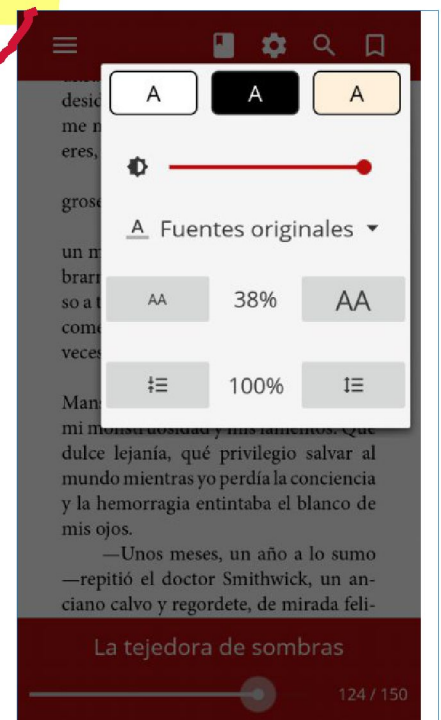 A A A
desid
me n
eres,
A Fuentes originales
grose
un m
brarn
AA 38% AA
so a t
come
veces
100%
Mans
mi monstruosidad y mis lamentos. Qué
dulce lejanía, qué privilegio salvar al
mundo mientras yo perdía la conciencia
y la hemorragia entintaba el blanco de
mis ojos.
—Unos meses, un año a lo sumo
—repitió el doctor Smithwick, un an-
ciano calvo y regordete, de mirada feli-
La tejedora de sombras
124 / 150